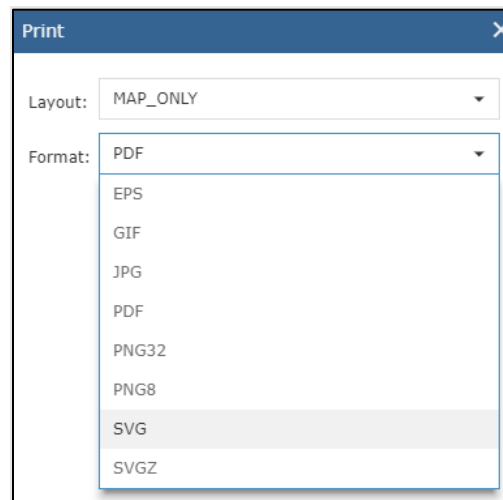 Print
Layout: MAP_ONLY
Format: PDF
EPS
GIF
JPG
PDF
PNG32
PNG8
SVG
SVGZ